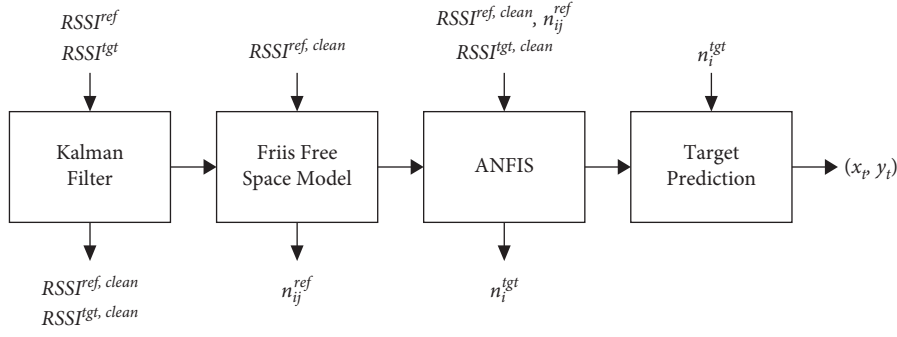 RSSI^ref
RSSI^tgt
RSSI^ref, clean
RSSI^ref, clean, n_ij^ref
RSSI^tgt, clean
n_i^tgt
Kalman
Filter
Friis Free
Space Model
ANFIS
Target
Prediction
(x_t, y_t)
RSSI^ref, clean
RSSI^tgt, clean
n_ij^ref
n_i^tgt